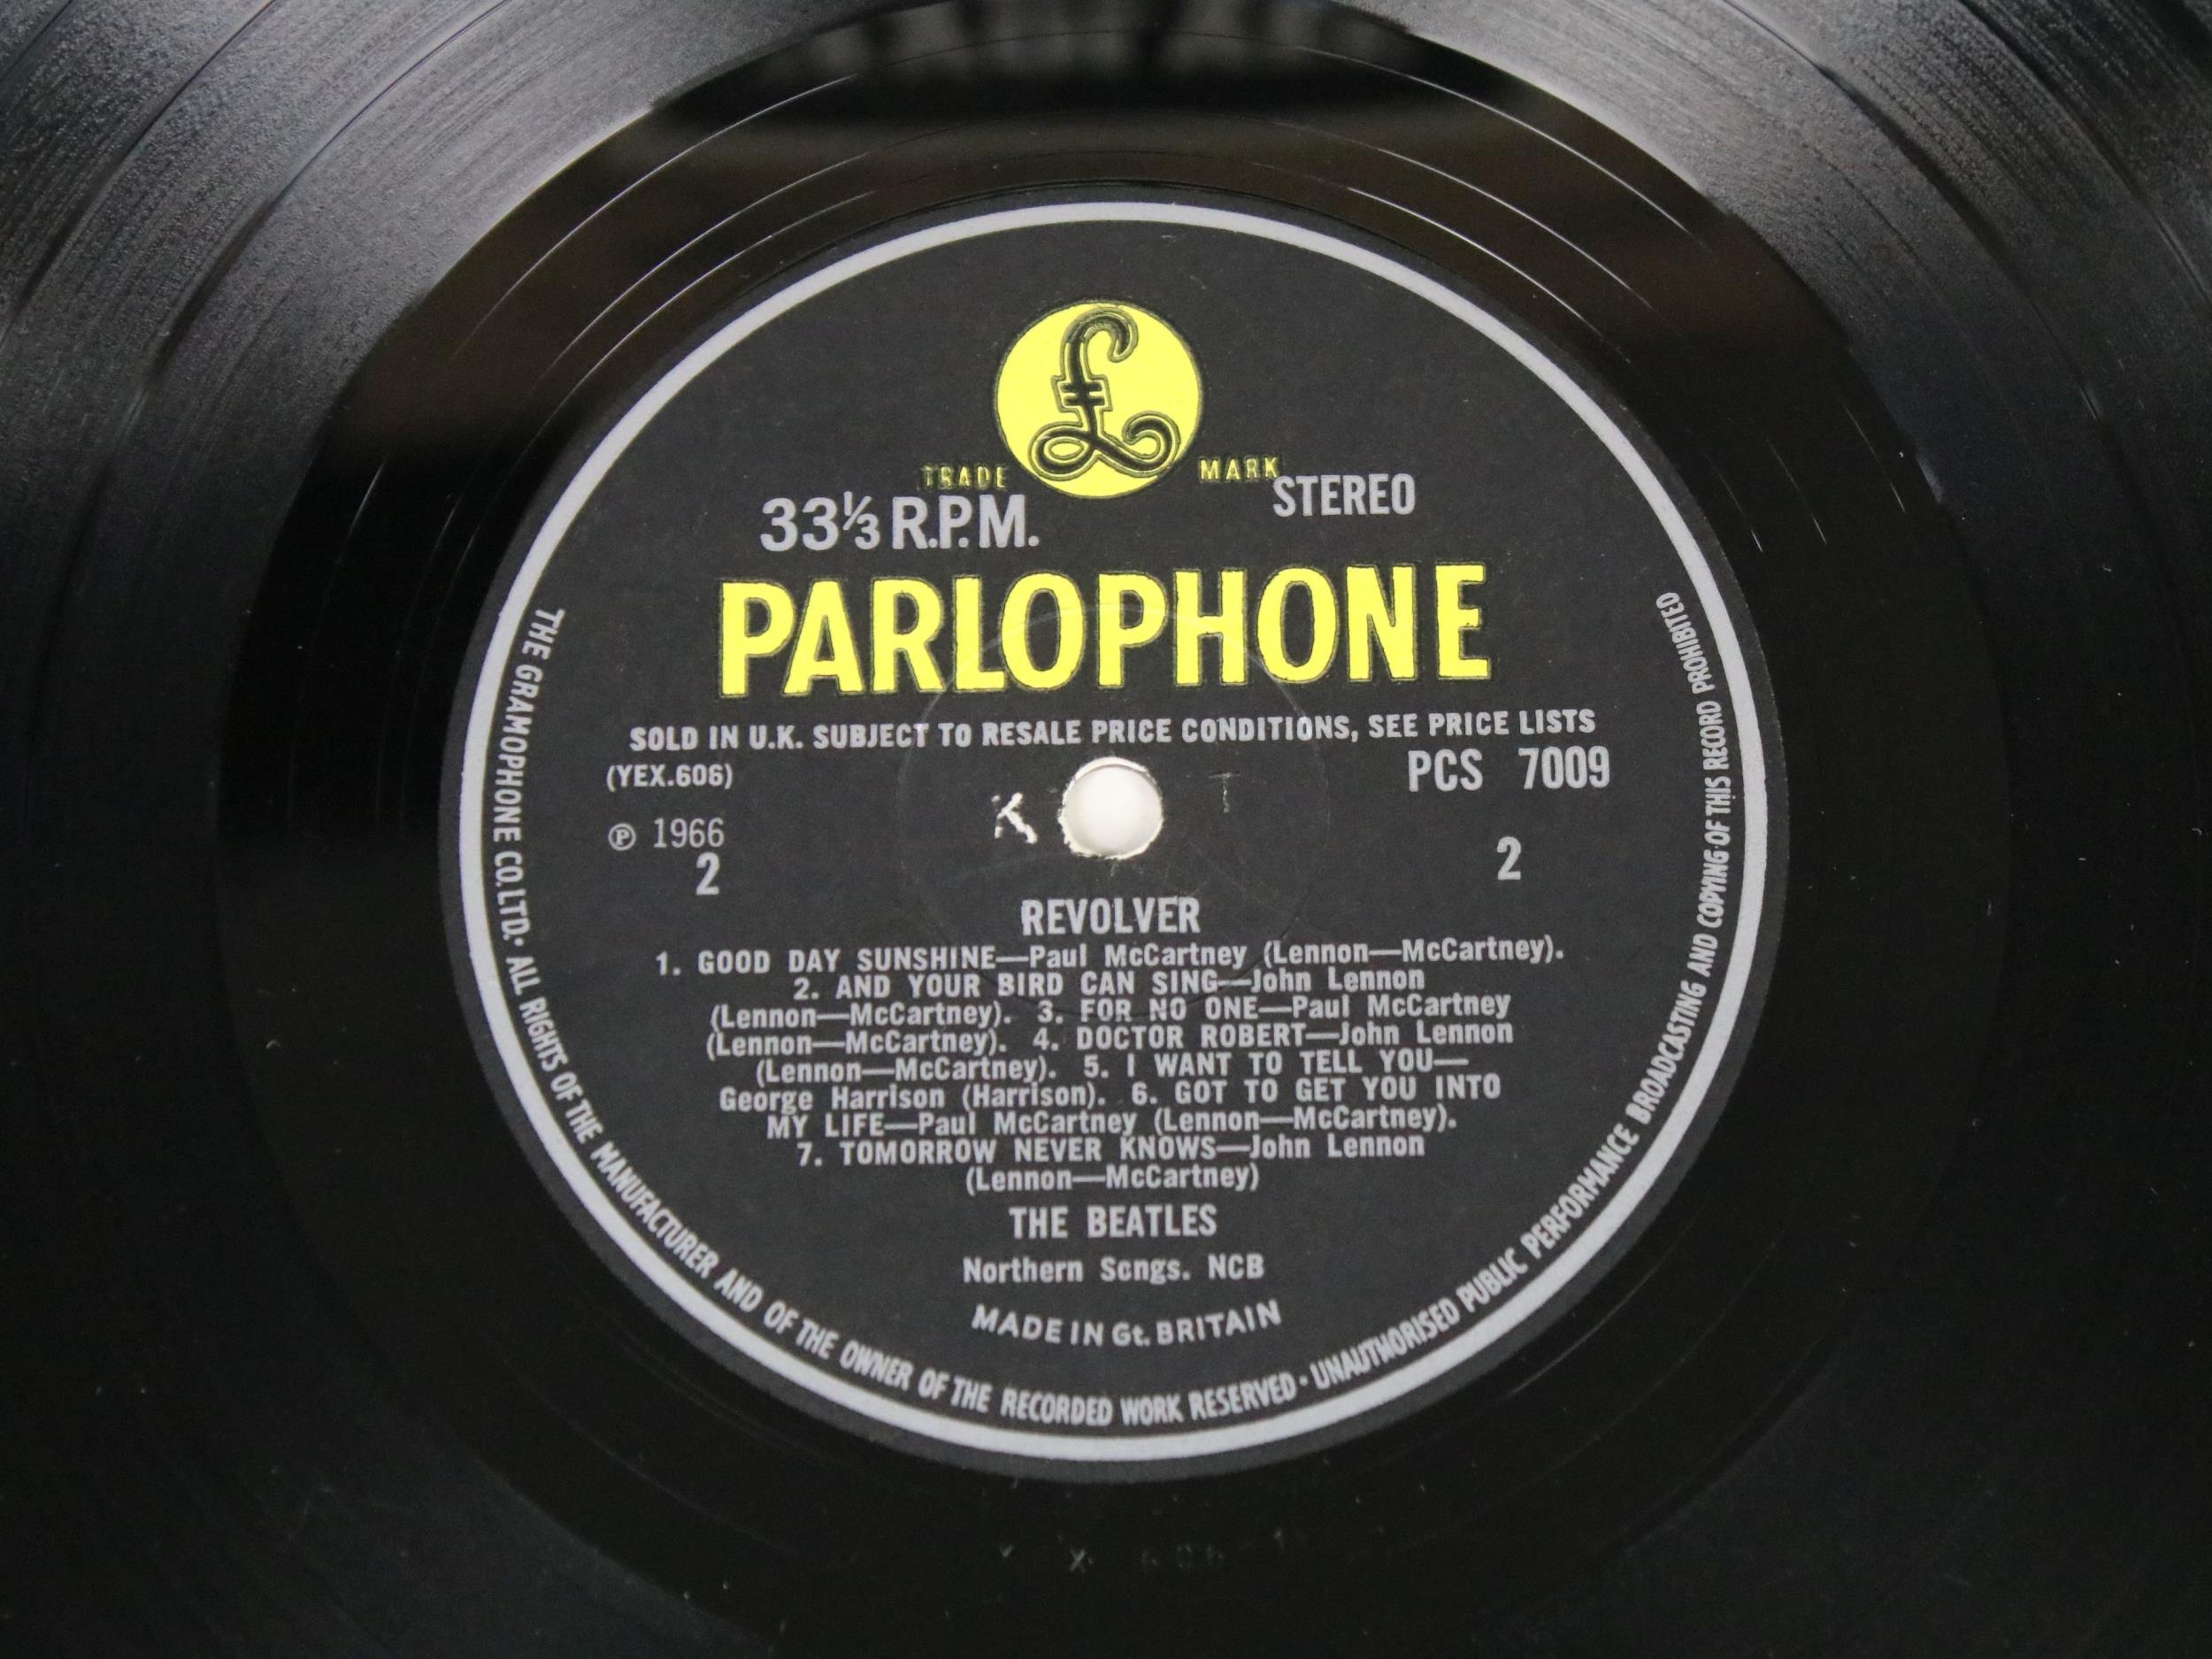 TRADE MARK
33⅓ R.P.M. STEREO
PARLOPHONE
SOLD IN U.K. SUBJECT TO RESALE PRICE CONDITIONS, SEE PRICE LISTS
(YEX.606) PCS 7009
K T
℗ 1966
2 2
REVOLVER
1. GOOD DAY SUNSHINE—Paul McCartney (Lennon—McCartney).
2. AND YOUR BIRD CAN SING—John Lennon
(Lennon—McCartney). 3. FOR NO ONE—Paul McCartney
(Lennon—McCartney). 4. DOCTOR ROBERT—John Lennon
(Lennon—McCartney). 5. I WANT TO TELL YOU—
George Harrison (Harrison). 6. GOT TO GET YOU INTO
MY LIFE—Paul McCartney (Lennon—McCartney).
7. TOMORROW NEVER KNOWS—John Lennon
(Lennon—McCartney)
THE BEATLES
Northern Songs. NCB
MADE IN Gt. BRITAIN
THE GRAMOPHONE CO. LTD. · ALL RIGHTS OF THE MANUFACTURER AND OF THE OWNER OF THE RECORDED WORK RESERVED · UNAUTHORISED PUBLIC PERFORMANCE BROADCASTING AND COPYING OF THIS RECORD PROHIBITED